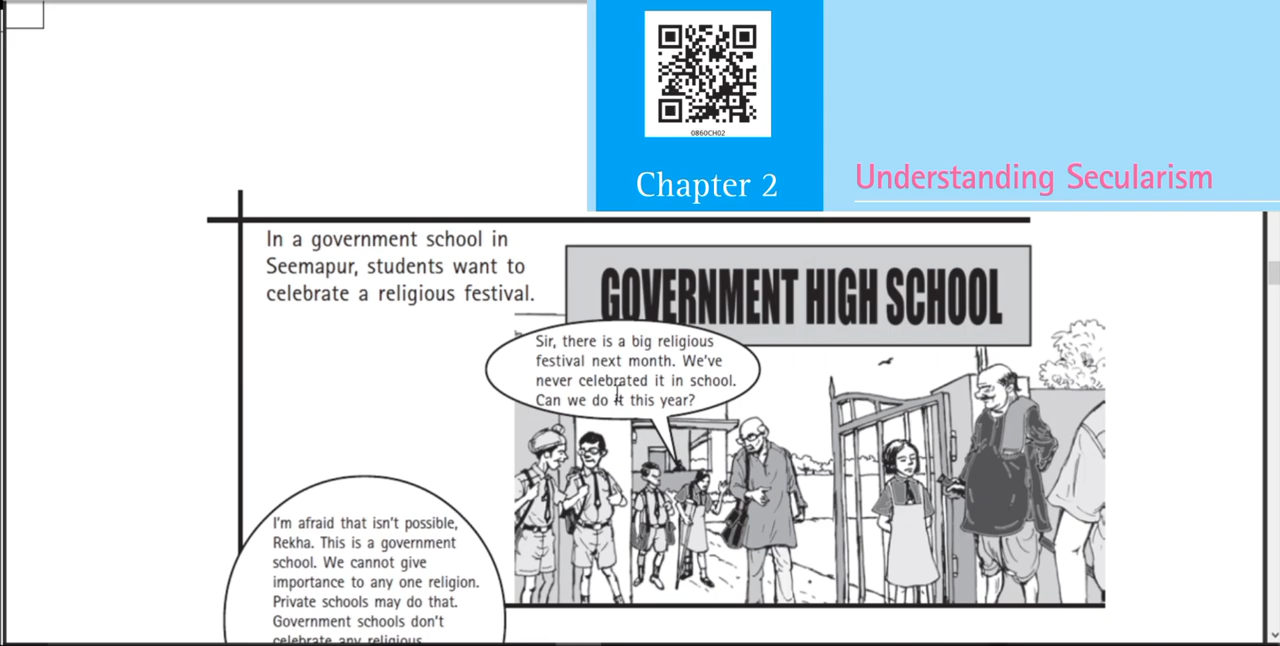 0860CH02
Chapter 2
Understanding Secularism
In a government school in
Seemapur, students want to
celebrate a religious festival.
GOVERNMENT HIGH SCHOOL
Sir, there is a big religious
festival next month. We've
never celebrated it in school.
Can we do it this year?
I'm afraid that isn't possible,
Rekha. This is a government
school. We cannot give
importance to any one religion.
Private schools may do that.
Government schools don't
celebrate any religious